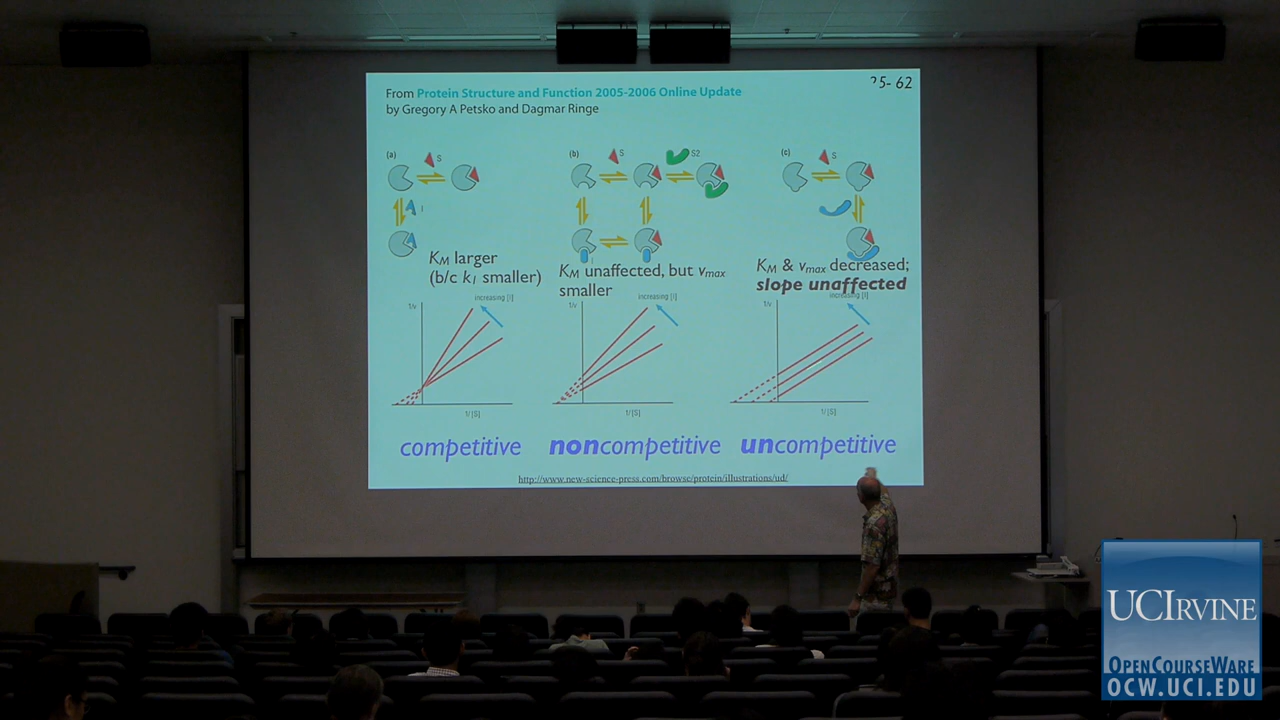 25- 62
From Protein Structure and Function 2005-2006 Online Update
by Gregory A Petsko and Dagmar Ringe
(a)
S
I
KM larger
(b/c k1 smaller)
increasing [I]
1/v
1/[S]
competitive
(b)
S
S2
I
KM unaffected, but vmax
smaller
increasing [I]
1/v
1/[S]
noncompetitive
(c)
S
KM & vmax decreased;
slope unaffected
increasing [I]
1/v
1/[S]
uncompetitive
http://www.new-science-press.com/browse/protein/illustrations/ud/
UCIRVINE
OPENCOURSEWARE
OCW.UCI.EDU